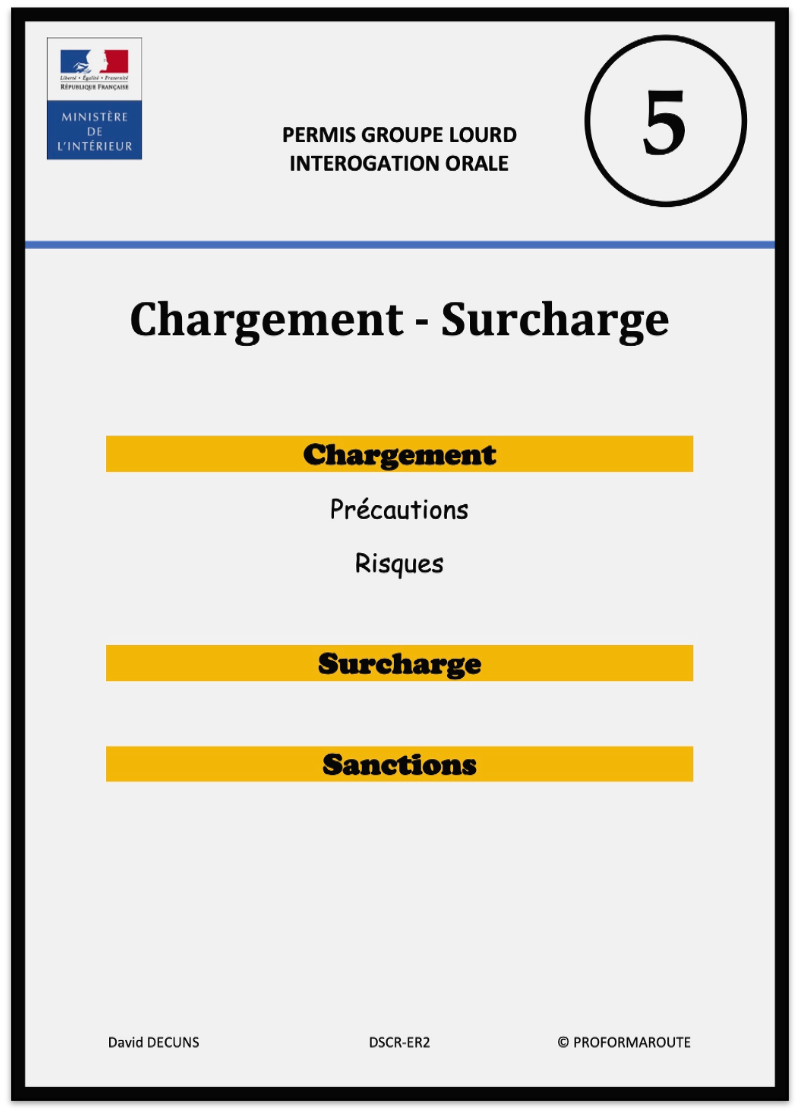 Liberté • Égalité • Fraternité
RÉPUBLIQUE FRANÇAISE
MINISTÈRE
DE
L'INTÉRIEUR
PERMIS GROUPE LOURD
INTEROGATION ORALE
5
Chargement - Surcharge
Chargement
Précautions
Risques
Surcharge
Sanctions
David DECUNS
DSCR-ER2
© PROFORMAROUTE